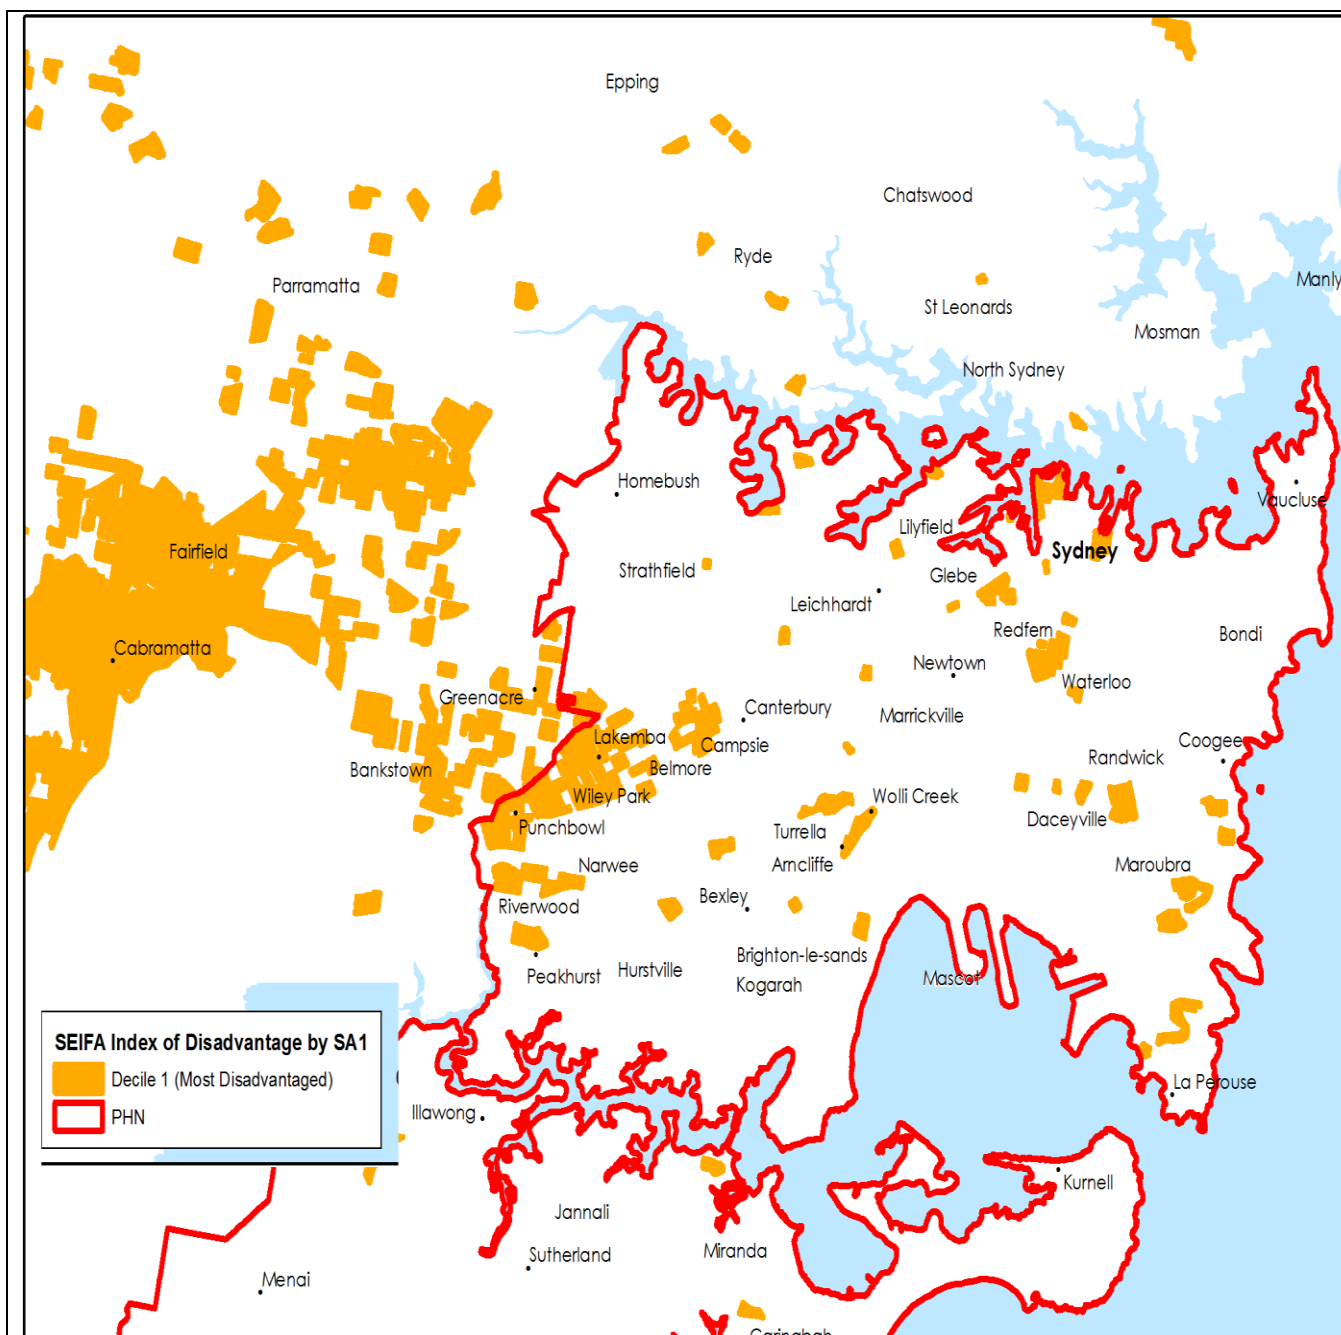 Epping
Chatswood
Ryde
Parramatta
Manly
St Leonards
Mosman
North Sydney
Homebush
Vaucluse
Lilyfield
Fairfield
Sydney
Strathfield
Glebe
Leichhardt
Redfern
Bondi
Cabramatta
Newtown
Waterloo
Greenacre
Canterbury
Marrickville
Lakemba
Campsie
Coogee
Randwick
Bankstown
Belmore
Wiley Park
Wolli Creek
Daceyville
Punchbowl
Turrella
Narwee
Arncliffe
Maroubra
Bexley
Riverwood
Brighton-le-sands
Peakhurst
Hurstville
Mascot
Kogarah
SEIFA Index of Disadvantage by SA1
Decile 1 (Most Disadvantaged)
PHN
La Perouse
Illawong
Kurnell
Jannali
Sutherland
Miranda
Menai